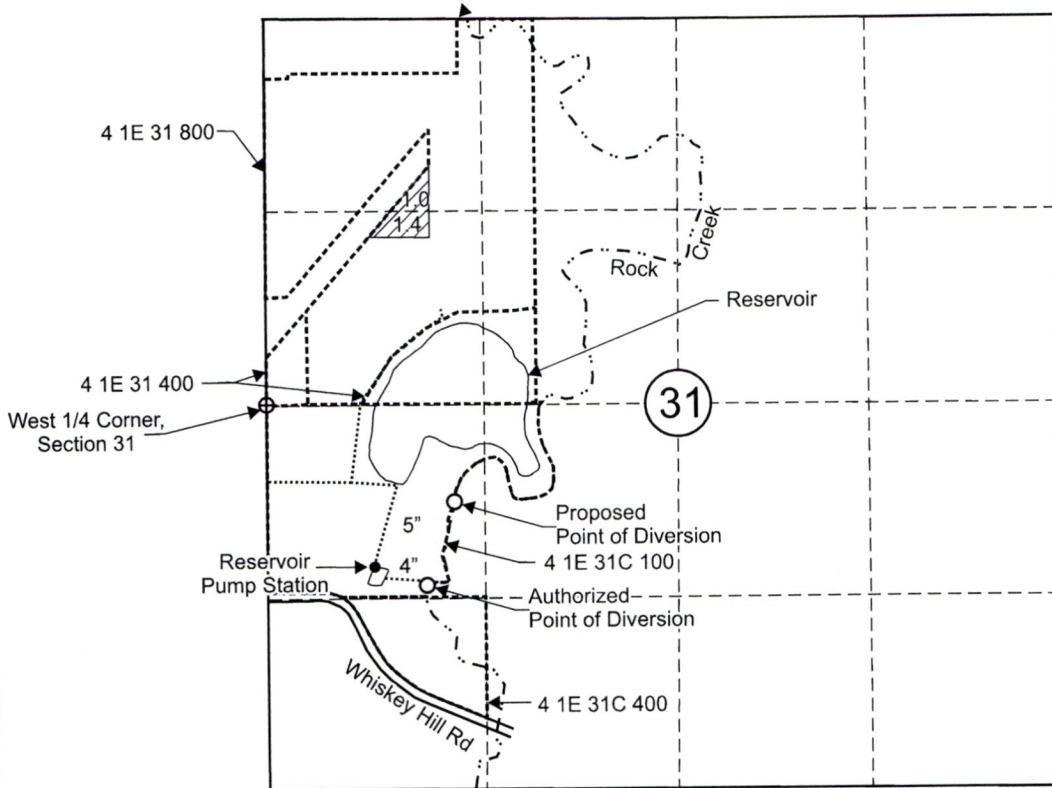 4 1E 31 800
1.0
1.4
Rock
Creek
Reservoir
4 1E 31 400
West 1/4 Corner,
Section 31
31
5"
4"
Proposed
Point of Diversion
4 1E 31C 100
Reservoir
Pump Station
Authorized
Point of Diversion
4 1E 31C 400
Whiskey Hill Rd